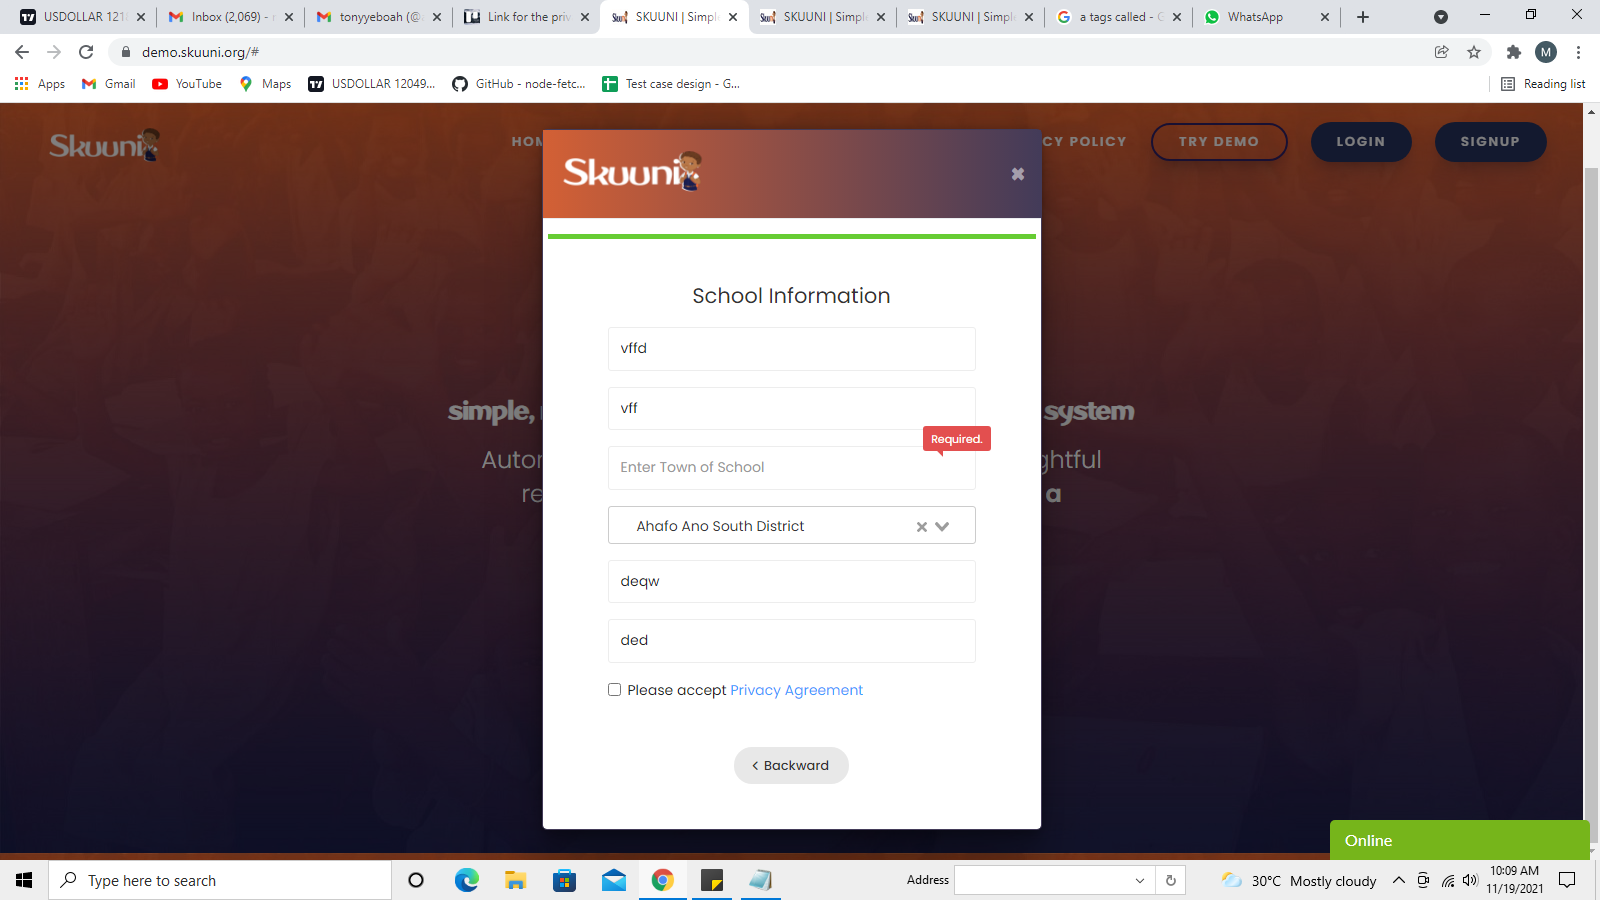 USDOLLAR 121
Inbox (2,069) -
tonyyeboah (@
Link for the priv
SKUUNI | Simple
SKUUNI | Simple
SKUUNI | Simple
a tags called - G
WhatsApp
demo.skuuni.org/#
M
Apps
Gmail
YouTube
Maps
USDOLLAR 12049...
GitHub - node-fetc...
Test case design - G...
Reading list
Skuuni
HOM
CY POLICY
TRY DEMO
LOGIN
SIGNUP
Skuuni
School Information
vffd
vff
Required.
Enter Town of School
Ahafo Ano South District
deqw
ded
Please accept Privacy Agreement
Backward
simple,
system
Autom
ghtful
re
a
Online
Type here to search
Address
30°C Mostly cloudy
10:09 AM
11/19/2021